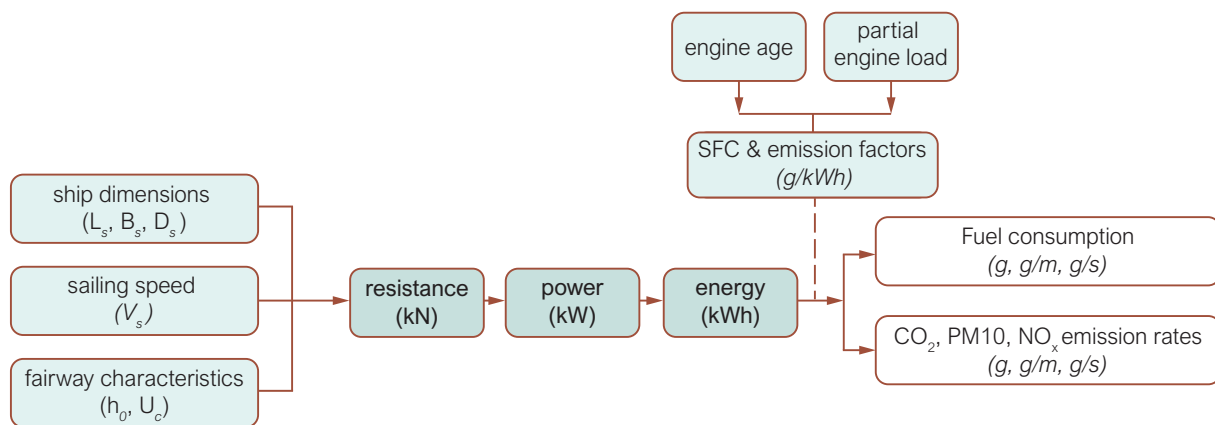 engine age
partial
engine load
SFC & emission factors
(g/kWh)
ship dimensions
(Lₛ, Bₛ, Dₛ)
sailing speed
(Vₛ)
fairway characteristics
(h₀, U꜀)
resistance
(kN)
power
(kW)
energy
(kWh)
Fuel consumption
(g, g/m, g/s)
CO₂, PM10, NOₓ emission rates
(g, g/m, g/s)